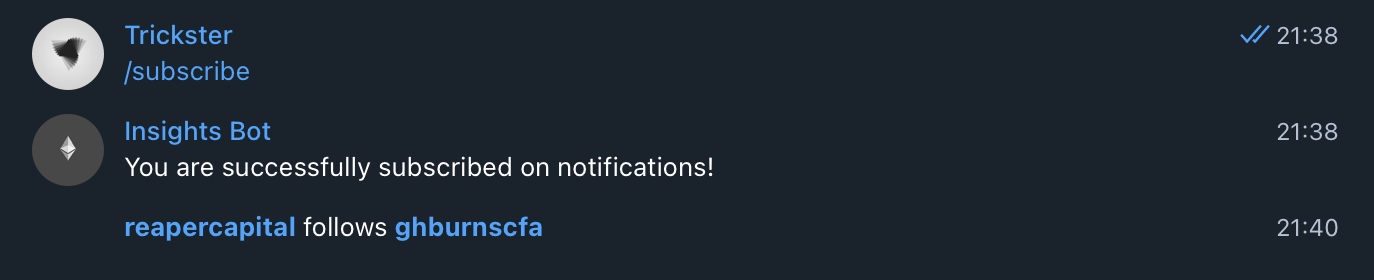 Trickster 21:38
/subscribe
Insights Bot 21:38
You are successfully subscribed on notifications!
reapercapital follows ghburnscfa 21:40